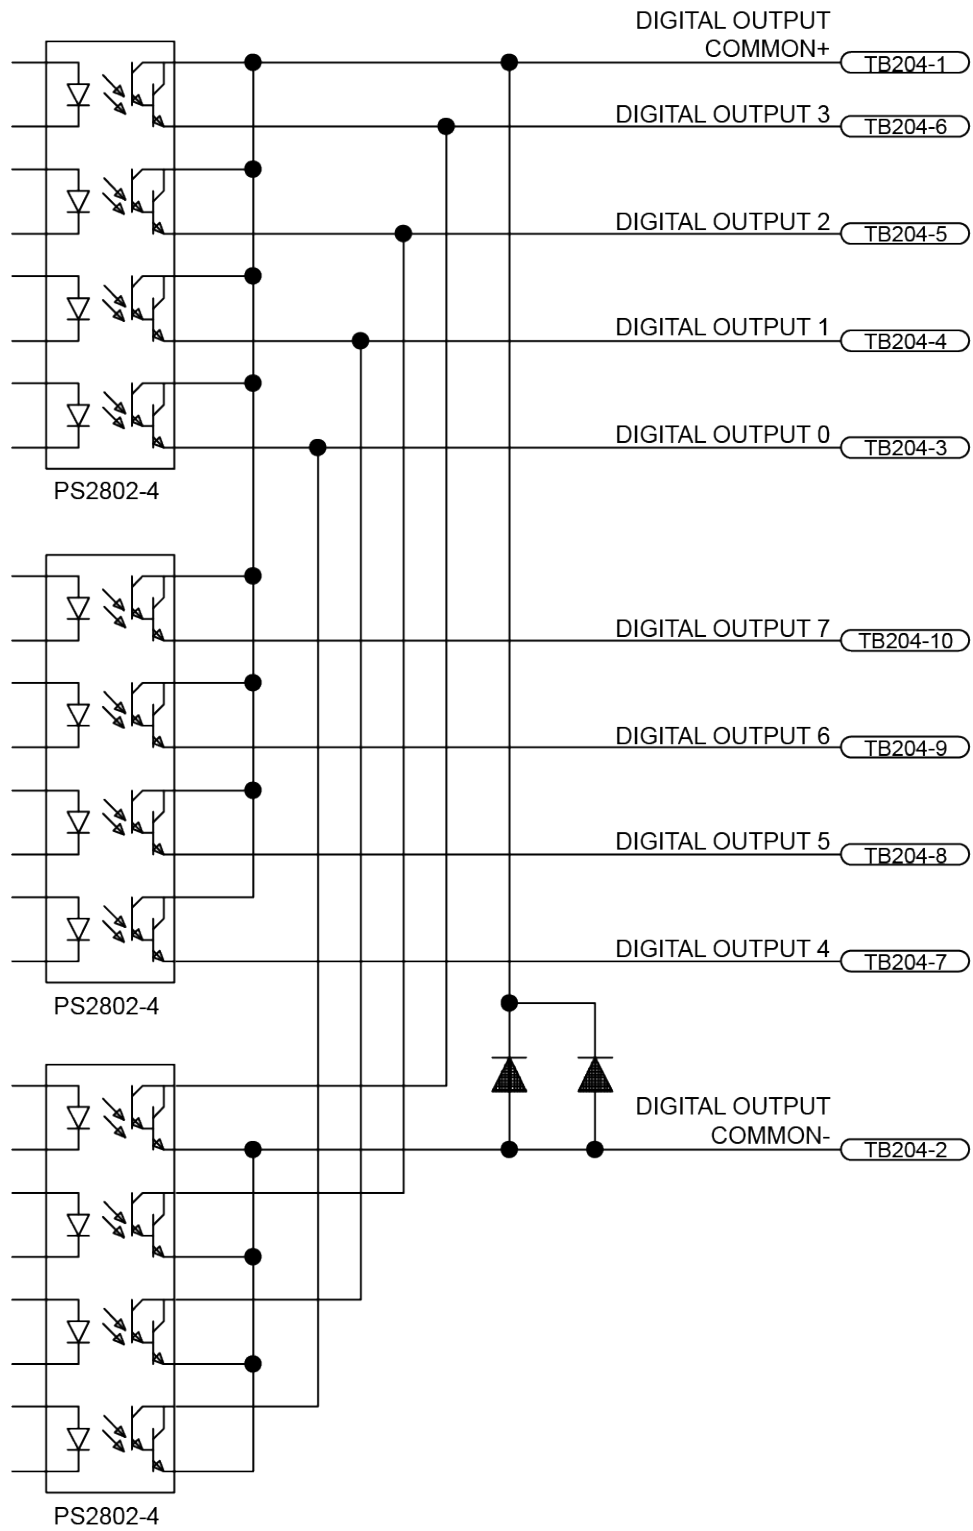 DIGITAL OUTPUT
COMMON+
TB204-1
DIGITAL OUTPUT 3
TB204-6
DIGITAL OUTPUT 2
TB204-5
DIGITAL OUTPUT 1
TB204-4
DIGITAL OUTPUT 0
TB204-3
PS2802-4
DIGITAL OUTPUT 7
TB204-10
DIGITAL OUTPUT 6
TB204-9
DIGITAL OUTPUT 5
TB204-8
DIGITAL OUTPUT 4
TB204-7
PS2802-4
DIGITAL OUTPUT
COMMON-
TB204-2
PS2802-4